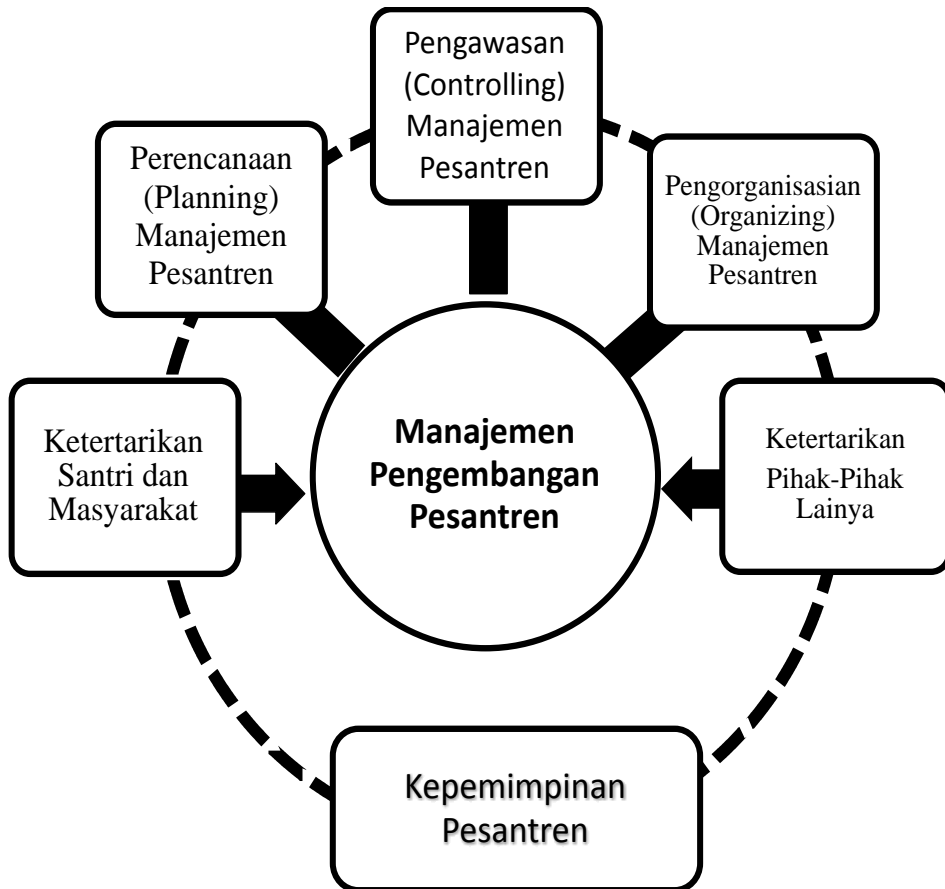 Pengawasan
(Controlling)
Manajemen
Pesantren
Perencanaan
(Planning)
Manajemen
Pesantren
Pengorganisasian
(Organizing)
Manajemen
Pesantren
Ketertarikan
Santri dan
Masyarakat
Manajemen
Pengembangan
Pesantren
Ketertarikan
Pihak-Pihak
Lainya
Kepemimpinan
Pesantren